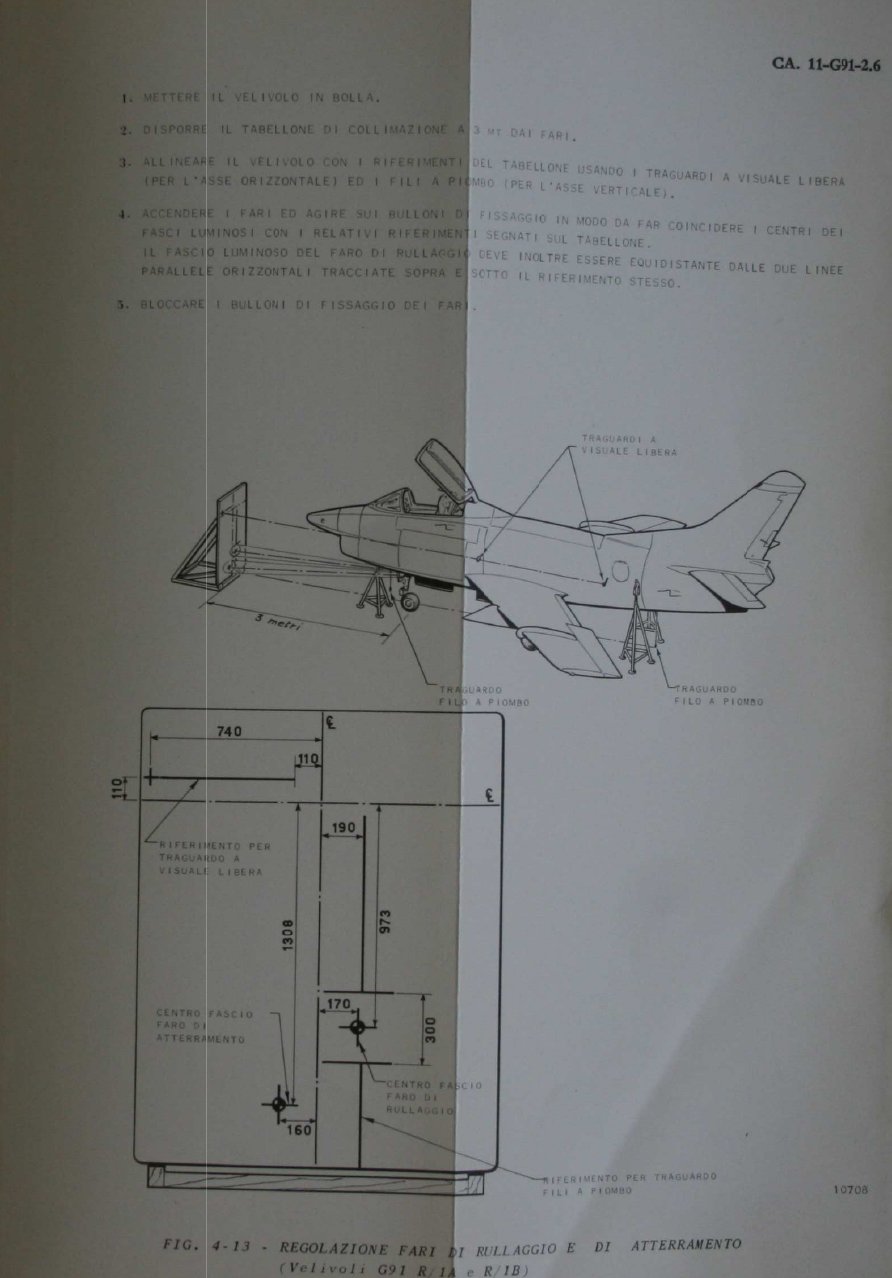 CA. 11-G91-2.6
1. METTERE IL VELIVOLO IN BOLLA.
2. DISPORRE IL TABELLONE DI COLLIMAZIONE A 3 MT DAI FARI.
3. ALLINEARE IL VELIVOLO CON I RIFERIMENTI DEL TABELLONE USANDO I TRAGUARDI A VISUALE LIBERA
(PER L'ASSE ORIZZONTALE) ED I FILI A PIOMBO (PER L'ASSE VERTICALE).
4. ACCENDERE I FARI ED AGIRE SUI BULLONI DI FISSAGGIO IN MODO DA FAR COINCIDERE I CENTRI DEI
FASCI LUMINOSI CON I RELATIVI RIFERIMENTI SEGNATI SUL TABELLONE.
IL FASCIO LUMINOSO DEL FARO DI RULLAGGIO DEVE INOLTRE ESSERE EQUIDISTANTE DALLE DUE LINEE
PARALLELE ORIZZONTALI TRACCIATE SOPRA E SOTTO IL RIFERIMENTO STESSO.
5. BLOCCARE I BULLONI DI FISSAGGIO DEI FARI.
TRAGUARDI A
VISUALE LIBERA
3 metri
TRAGUARDO
FILO A PIOMBO
TRAGUARDO
FILO A PIOMBO
℄
740
110
110
℄
190
RIFERIMENTO PER
TRAGUARDO A
VISUALE LIBERA
1308
973
170
300
CENTRO FASCIO
FARO DI
ATTERRAMENTO
CENTRO FASCIO
FARO DI
RULLAGGIO
160
RIFERIMENTO PER TRAGUARDO
FILI A PIOMBO
10708
FIG. 4-13 - REGOLAZIONE FARI DI RULLAGGIO E DI ATTERRAMENTO
(Velivoli G91 R/1A e R/1B)